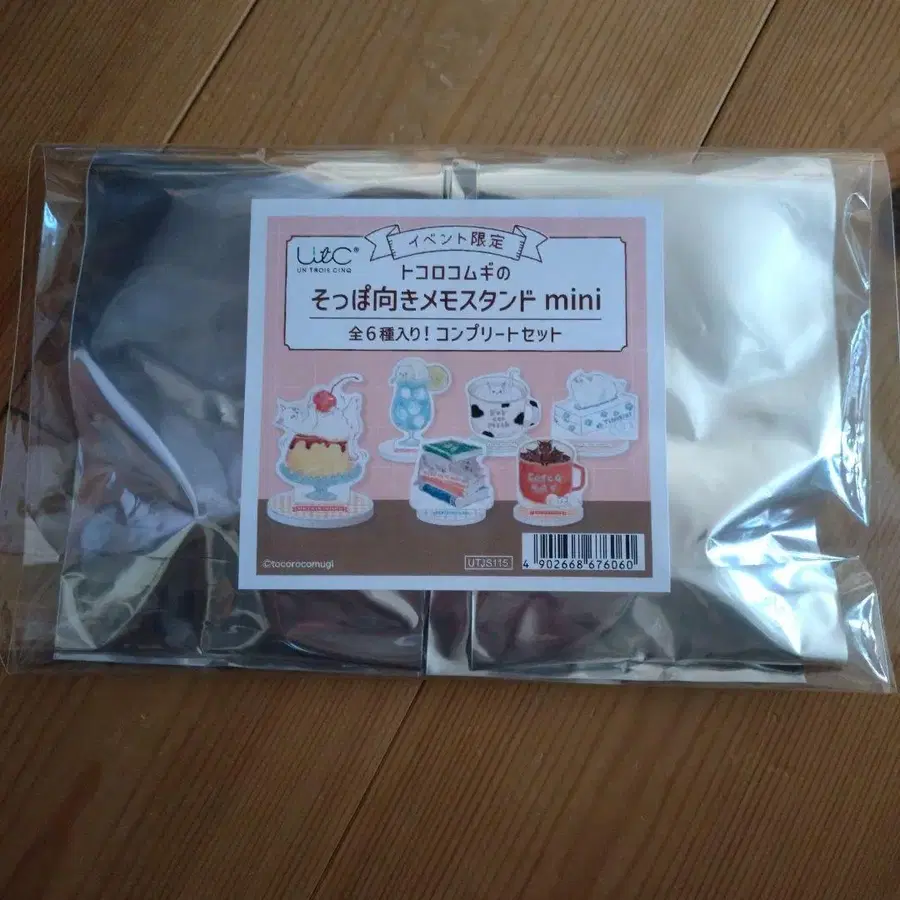 イベント限定
UtC®
UN TROIS CINQ
トコロコムギの
そっぽ向きメモスタンド mini
全6種入り! コンプリートセット
©tocorocomugi
UTJS115
4 902668 676060